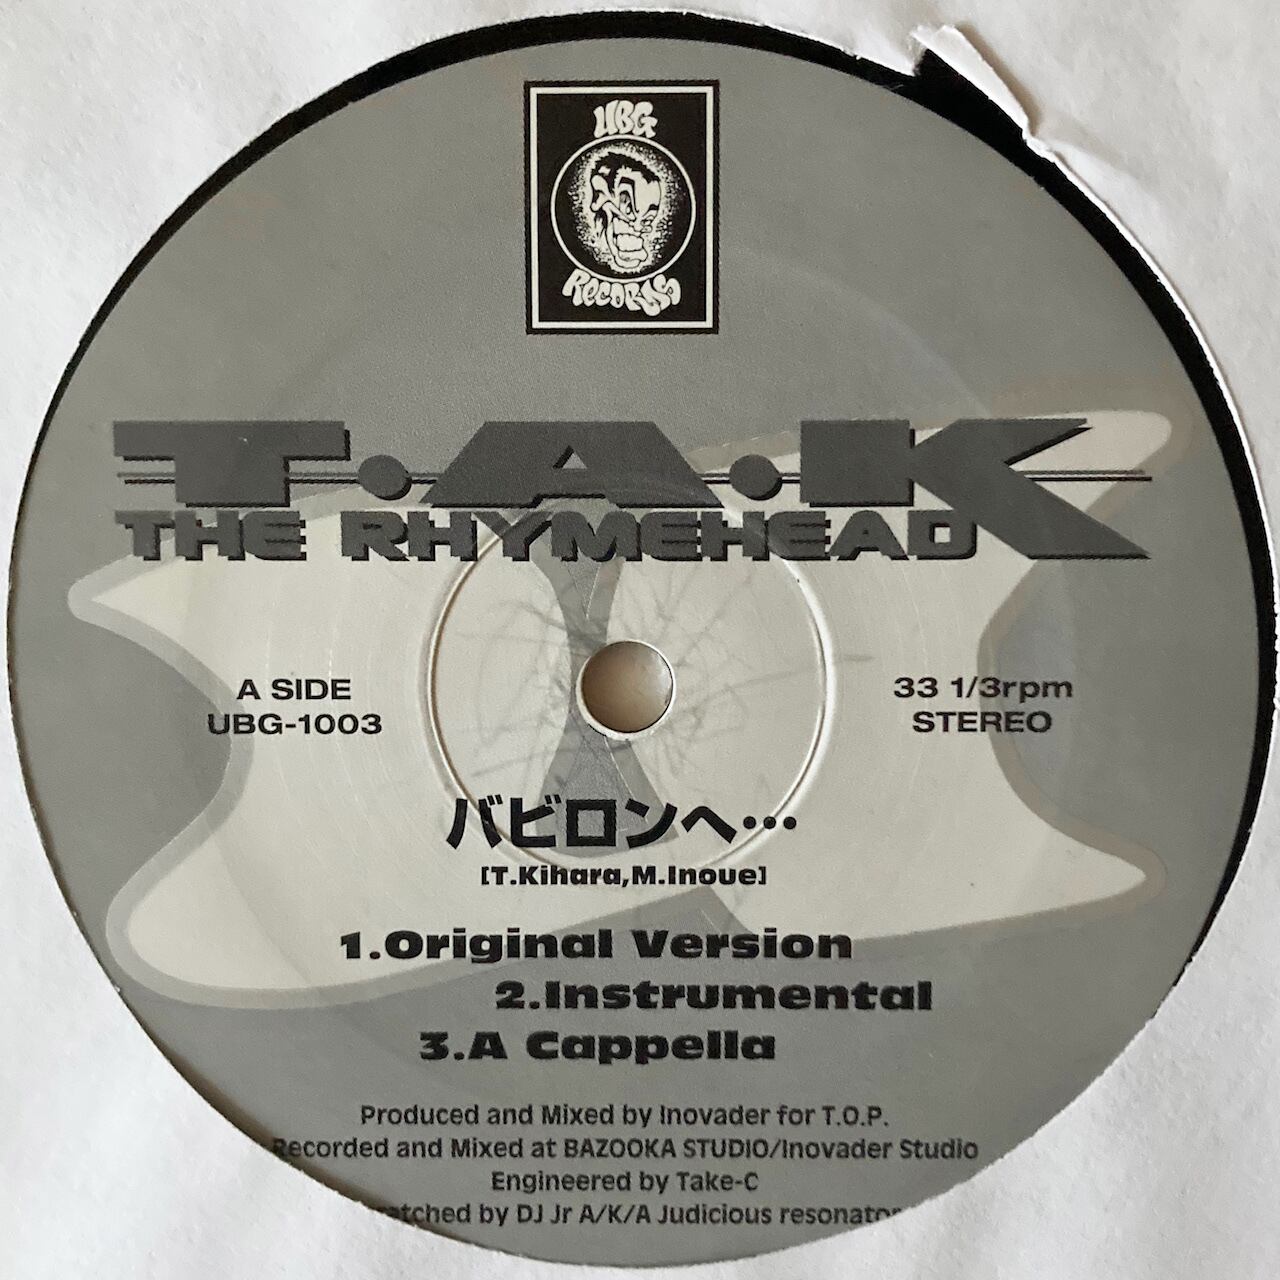 UBG
RECORDS
T.A.K
THE RHYMEHEAD
A SIDE
UBG-1003
33 1/3rpm
STEREO
バビロンへ…
[T.Kihara,M.Inoue]
1.Original Version
2.Instrumental
3.A Cappella
Produced and Mixed by Inovader for T.O.P.
Recorded and Mixed at BAZOOKA STUDIO/Inovader Studio
Engineered by Take-C
by DJ Jr A/K/A Judicious resonator